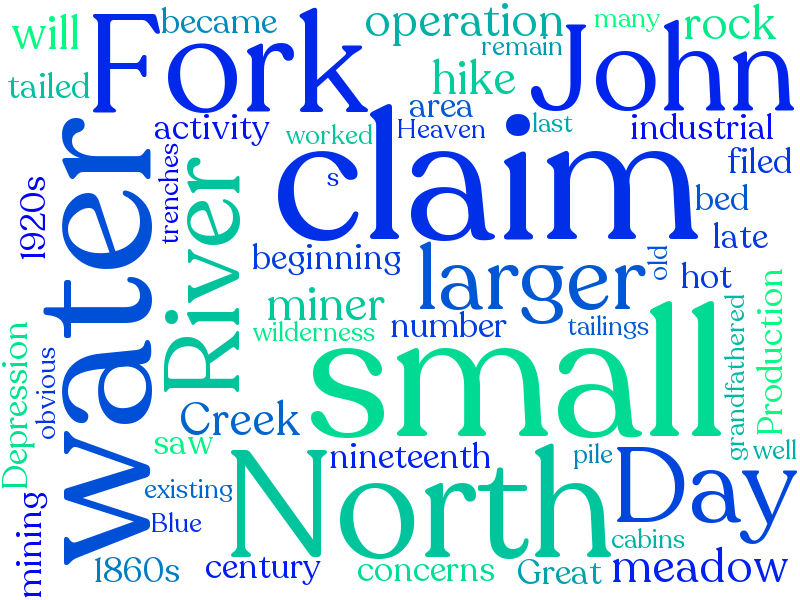 will
became
operation
many
rock
Fork
John
remain
tailed
hike
area
activity
worked
Heaven
last
industrial
water
trenches
claim
s
filed
1920s
River
bed
late
beginning
larger
old
hot
miner
number
tailings
wilderness
small
grandfathered
Production
Depression
obvious
Creek
saw
nineteenth
pile
Day
well
existing
North
Blue
mining
cabins
1860s
century
concerns
Great
meadow